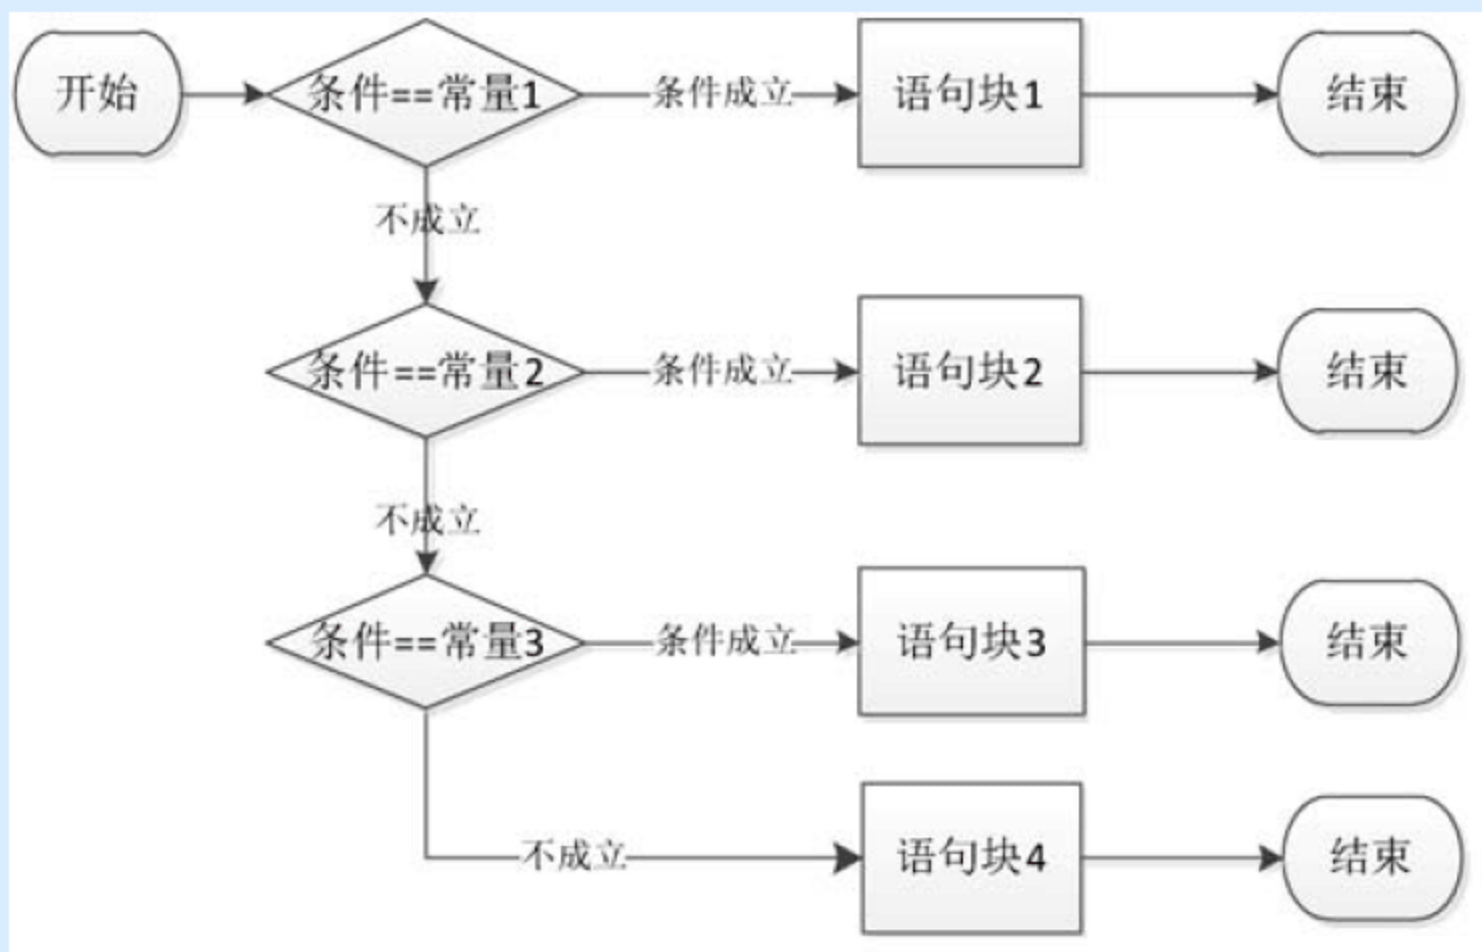 开始
条件==常量1
条件成立
语句块1
结束
不成立
条件==常量2
条件成立
语句块2
结束
不成立
条件==常量3
条件成立
语句块3
结束
不成立
语句块4
结束